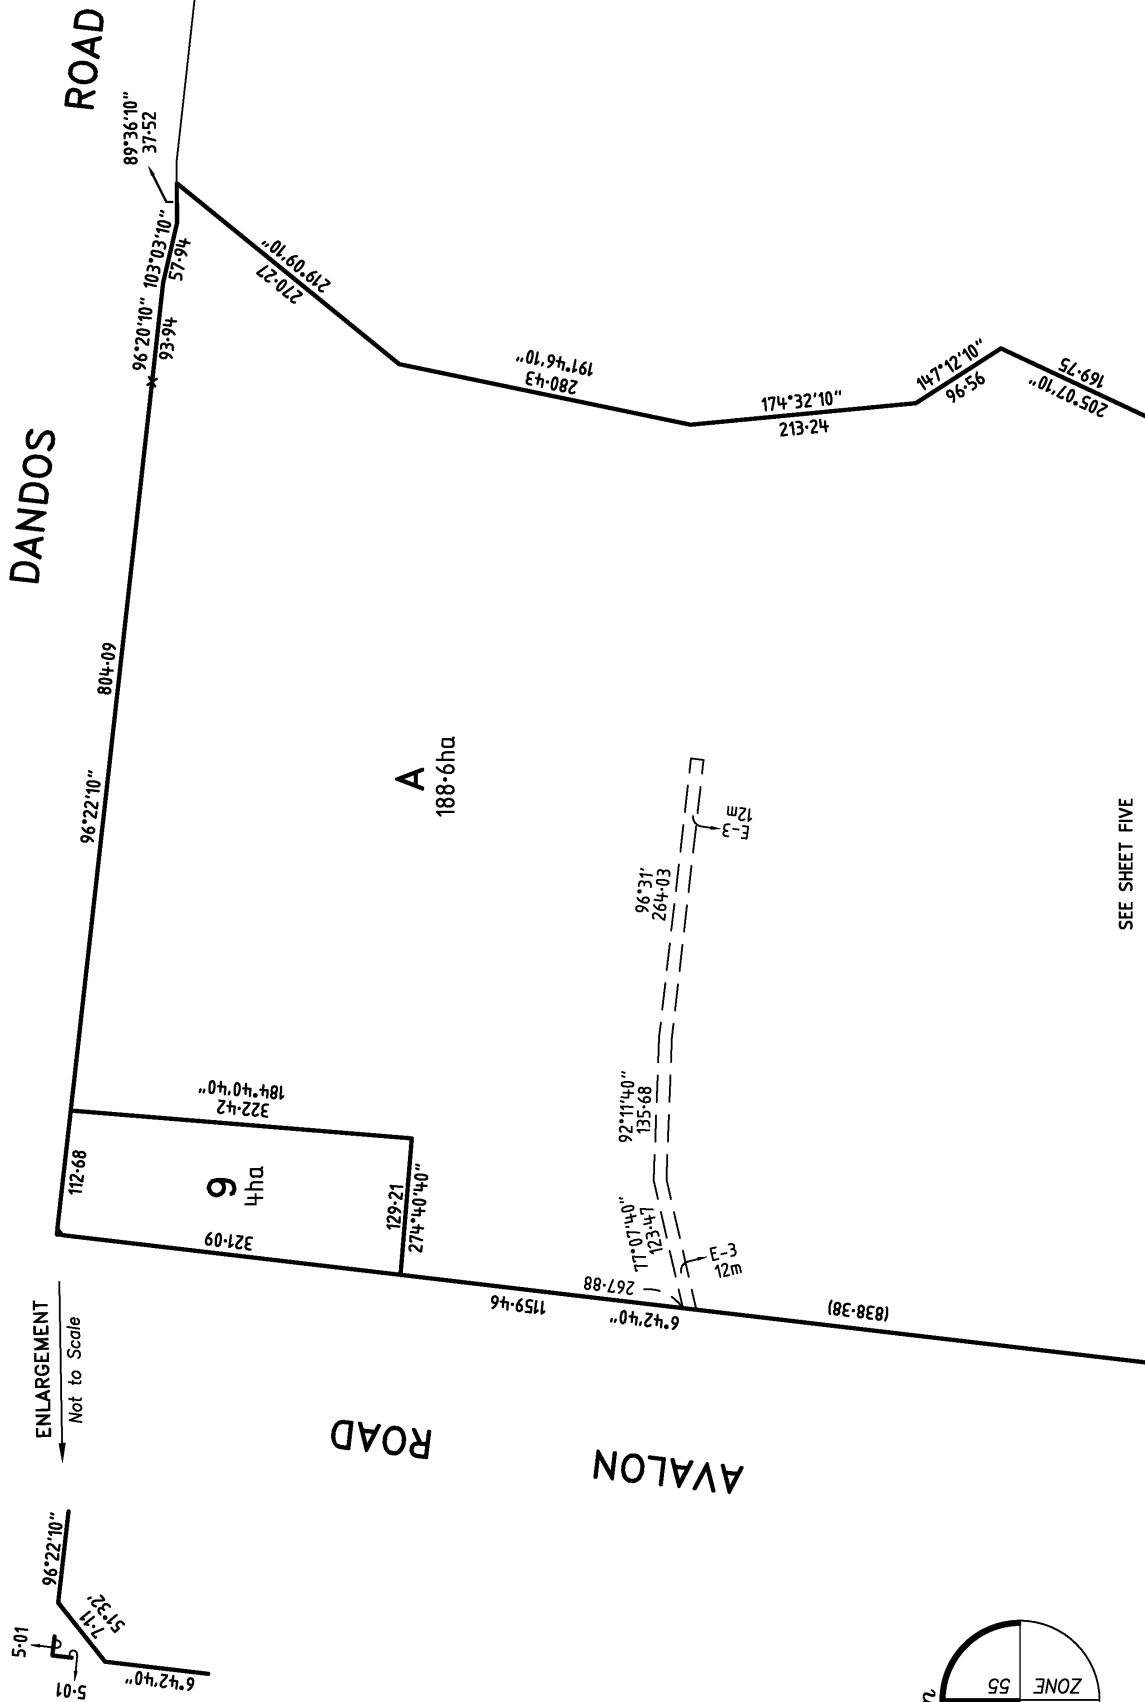 ROAD
89°36'10"
37·52
103°03'10"
57·94
96°20'10"
93·94
219°09'10"
270·27
DANDOS
191°46'10"
280·43
174°32'10"
213·24
147°12'10"
96·56
169·75
205°07'10"
804·09
96°22'10"
A
188·6ha
E-3
12m
96°31'
264·03
SEE SHEET FIVE
184°40'40"
322·42
92°11'40"
135·68
112·68
9
4ha
129·21
274°40'40"
77°07'40"
123·47
E-3
12m
321·09
267·88
6°42'40"
1159·46
(838·38)
ENLARGEMENT
Not to Scale
ROAD
AVALON
96°22'10"
7·11
51°32'
5·01
5·01
6°42'40"
55
ZONE